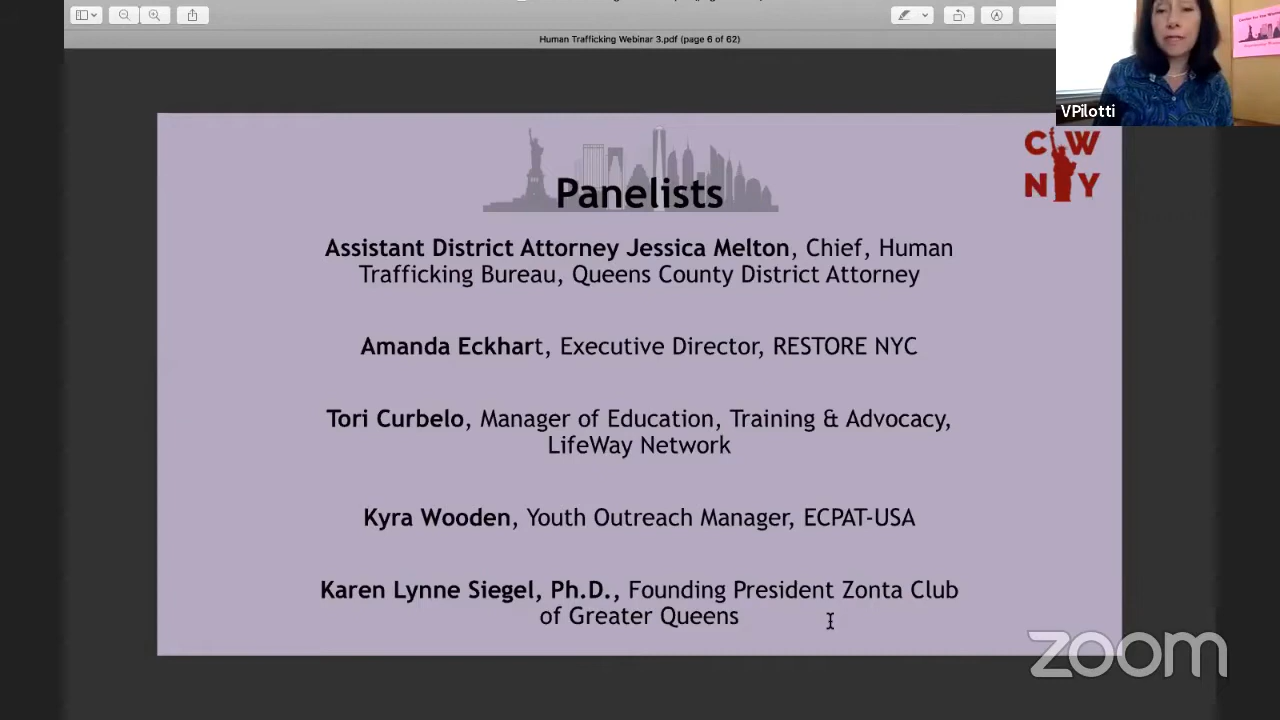 Human Trafficking Webinar 3.pdf (page 6 of 62)
VPilotti
C W
N Y
Panelists
Assistant District Attorney Jessica Melton, Chief, Human
Trafficking Bureau, Queens County District Attorney
Amanda Eckhart, Executive Director, RESTORE NYC
Tori Curbelo, Manager of Education, Training & Advocacy,
LifeWay Network
Kyra Wooden, Youth Outreach Manager, ECPAT-USA
Karen Lynne Siegel, Ph.D., Founding President Zonta Club
of Greater Queens
zoom